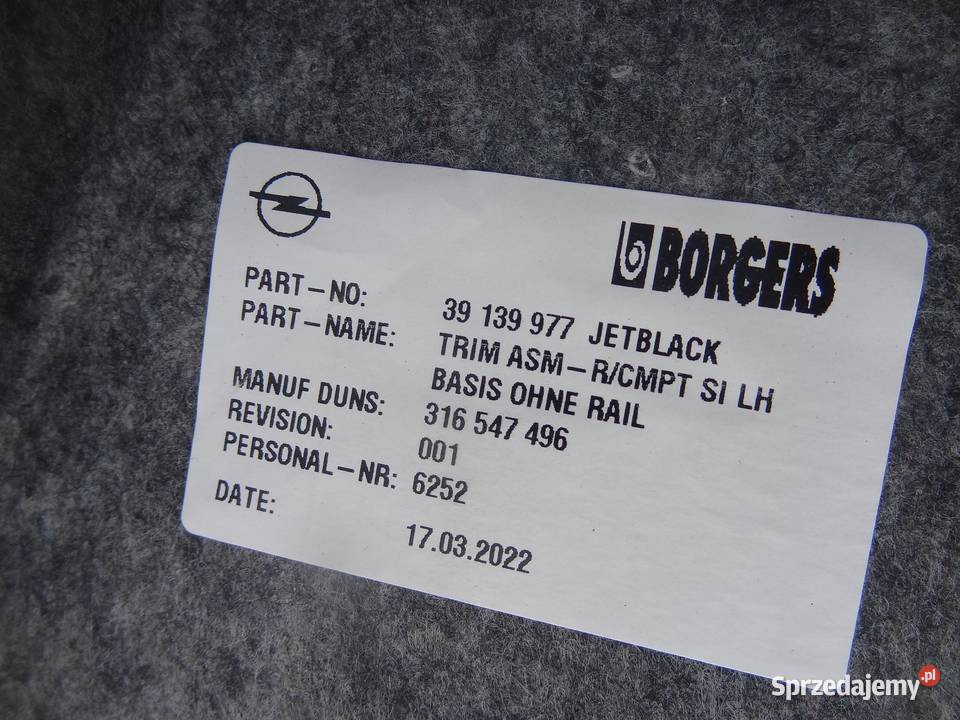 BORGERS
PART-NO: 39 139 977 JETBLACK
PART-NAME: TRIM ASM-R/CMPT SI LH
BASIS OHNE RAIL
MANUF DUNS: 316 547 496
REVISION: 001
PERSONAL-NR: 6252
DATE: 17.03.2022
Sprzedajemy.pl